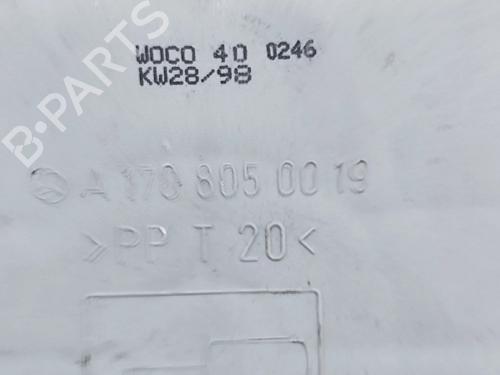 WOCO 40 0246
KW28/98
A 170 805 00 19
>PP T 20<
B-PARTS